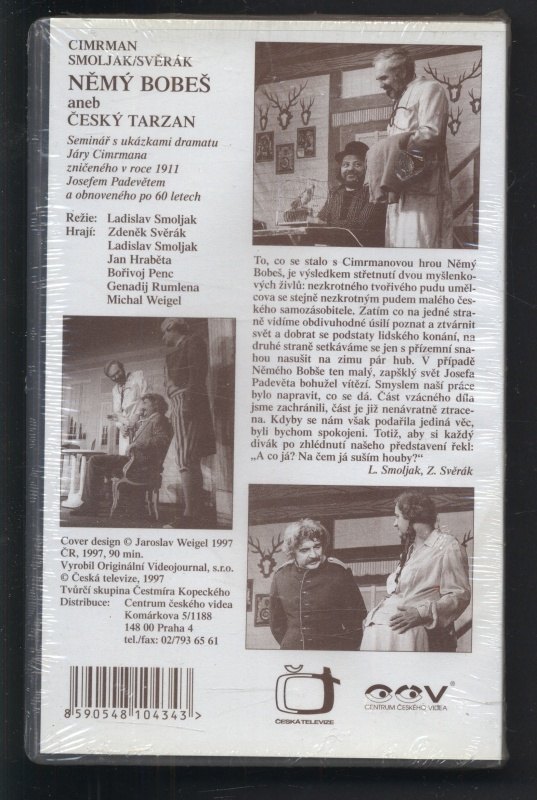 CIMRMAN
SMOLJAK/SVĚRÁK
NĚMÝ BOBEŠ
aneb
ČESKÝ TARZAN
Seminář s ukázkami dramatu
Járy Cimrmana
zničeného v roce 1911
Josefem Padevětem
a obnoveného po 60 letech
Režie: Ladislav Smoljak
Hrají: Zdeněk Svěrák
Ladislav Smoljak
Jan Hraběta
Bořivoj Penc
Genadij Rumlena
Michal Weigel
To, co se stalo s Cimrmanovou hrou Němý
Bobeš, je výsledkem střetnutí dvou myšlenko-
vých živlů: nezkrotného tvořivého pudu uměl-
cova se stejně nezkrotným pudem malého čes-
kého samozásobitele. Zatím co na jedné stra-
ně vidíme obdivuhodné úsilí poznat a ztvárnit
svět a dobrat se podstaty lidského konání, na
druhé straně setkáváme se jen s přízemní sna-
hou nasušit na zimu pár hub. V případě
Němého Bobše ten malý, zapšklý svět Josefa
Padevěta bohužel vítězí. Smyslem naší práce
bylo napravit, co se dá. Část vzácného díla
jsme zachránili, část je již nenávratně ztrace-
na. Kdyby se nám však podařila jediná věc,
byli bychom spokojeni. Totiž, aby si každý
divák po zhlédnutí našeho představení řekl:
„A co já? Na čem já suším houby?“
L. Smoljak, Z. Svěrák
Cover design © Jaroslav Weigel 1997
ČR, 1997, 90 min.
Vyrobil Originální Videojournal, s.r.o.
© Česká televize, 1997
Tvůrčí skupina Čestmíra Kopeckého
Distribuce: Centrum českého videa
Komárkova 5/1188
148 00 Praha 4
tel./fax: 02/793 65 61
8 590548 104343 >
ČESKÁ TELEVIZE
CCV ®
CENTRUM ČESKÉHO VIDEA